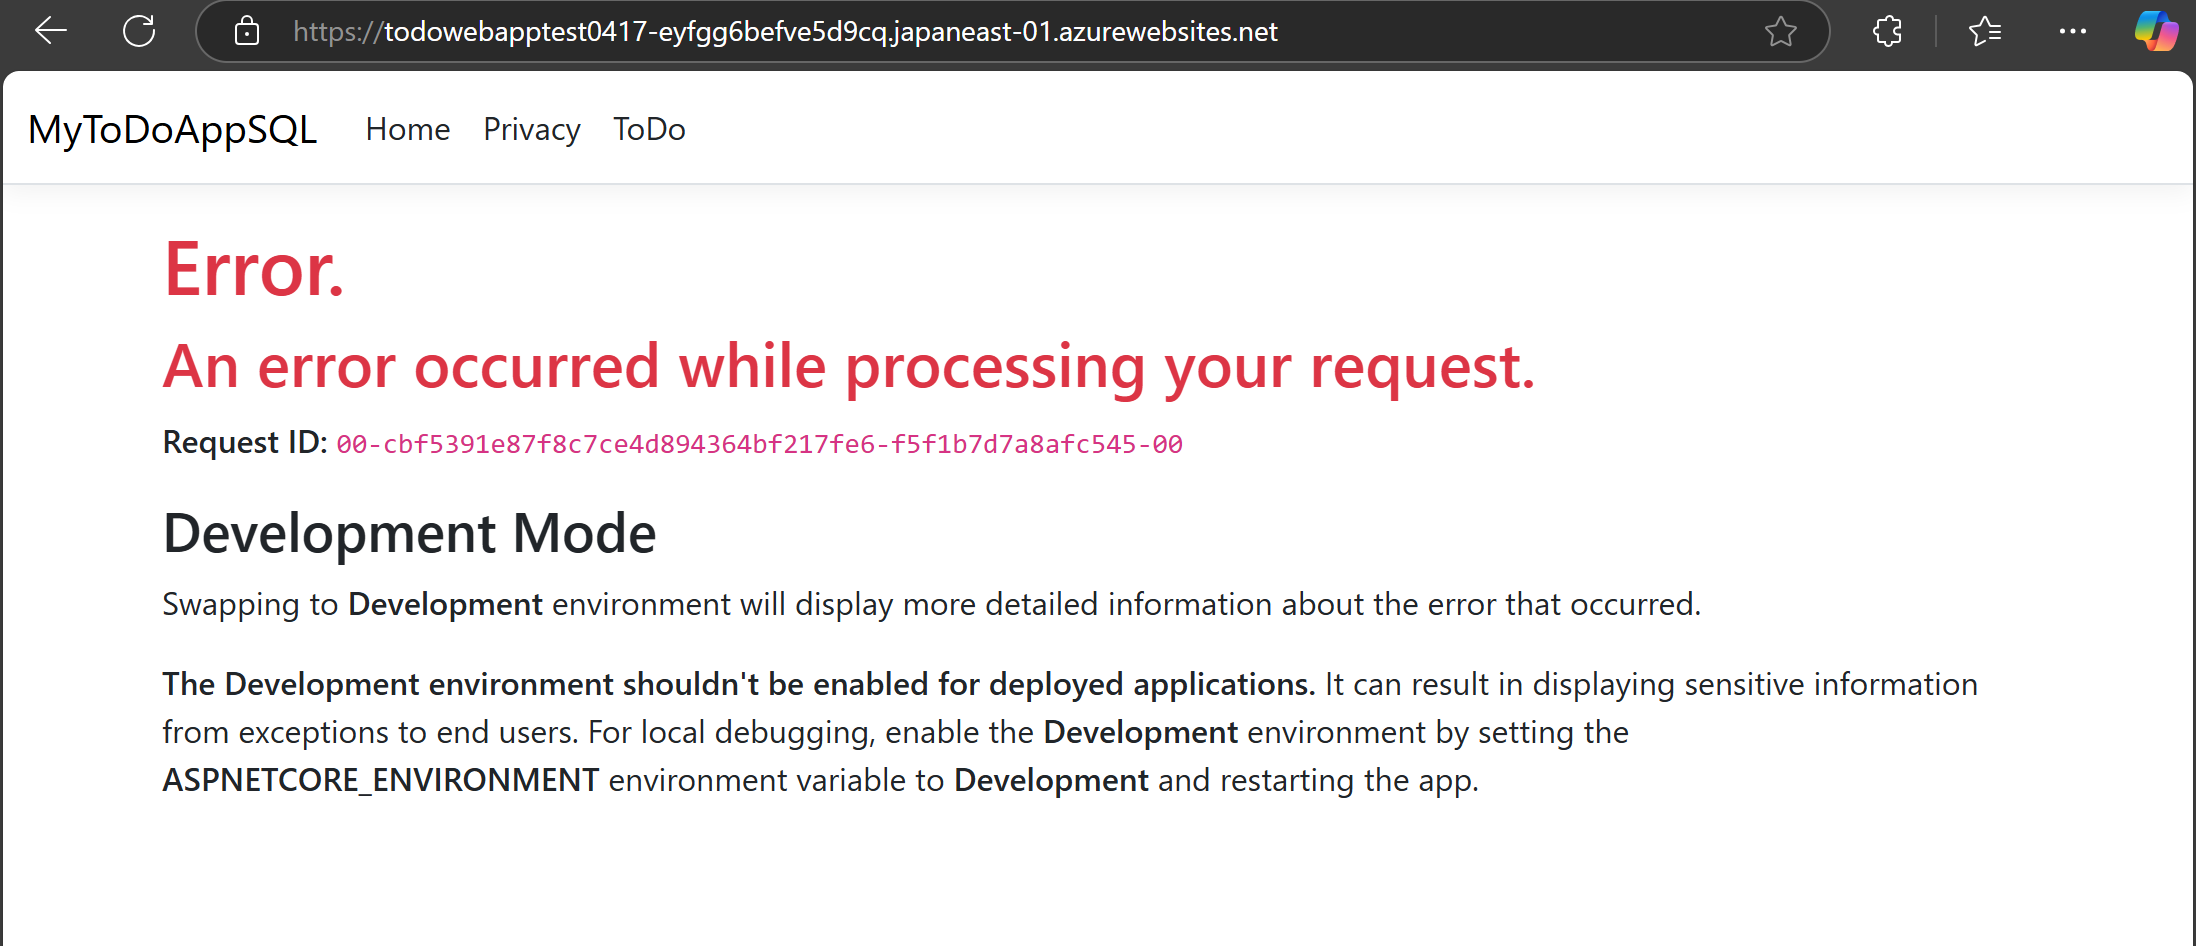 https://todowebapptest0417-eyfgg6befve5d9cq.japaneast-01.azurewebsites.net
MyToDoAppSQL Home Privacy ToDo
Error.
An error occurred while processing your request.
Request ID: 00-cbf5391e87f8c7ce4d894364bf217fe6-f5f1b7d7a8afc545-00
Development Mode
Swapping to Development environment will display more detailed information about the error that occurred.
The Development environment shouldn't be enabled for deployed applications. It can result in displaying sensitive information
from exceptions to end users. For local debugging, enable the Development environment by setting the
ASPNETCORE_ENVIRONMENT environment variable to Development and restarting the app.